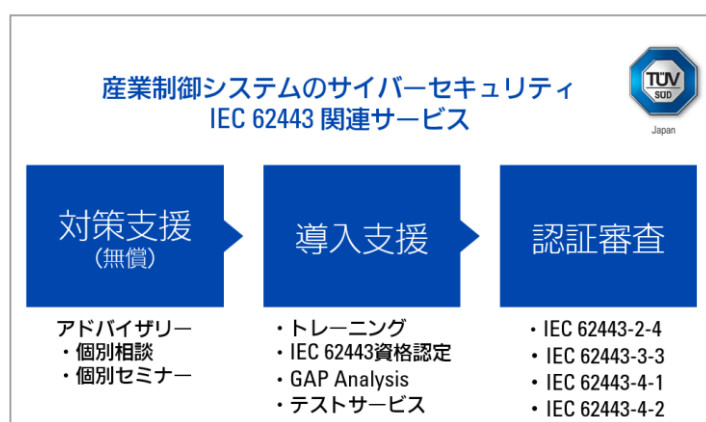 産業制御システムのサイバーセキュリティ
IEC 62443 関連サービス
TÜV
SÜD
Japan
対策支援
(無償)
導入支援
認証審査
アドバイザリー
・個別相談
・個別セミナー
・トレーニング
・IEC 62443資格認定
・GAP Analysis
・テストサービス
・IEC 62443-2-4
・IEC 62443-3-3
・IEC 62443-4-1
・IEC 62443-4-2